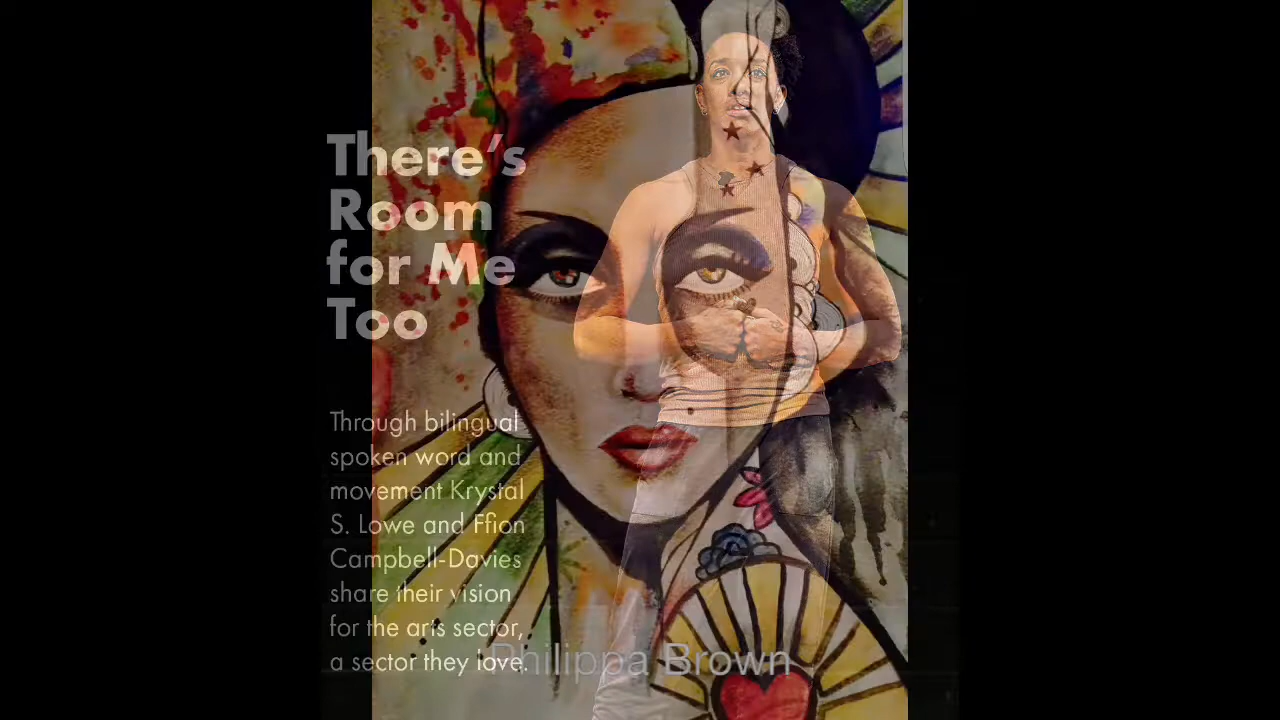 There’s
Room
for Me
Too
Through bilingual
spoken word and
movement Krystal
S. Lowe and Ffion
Campbell-Davies
share their vision
for the arts sector,
a sector they love.
Philippa Brown